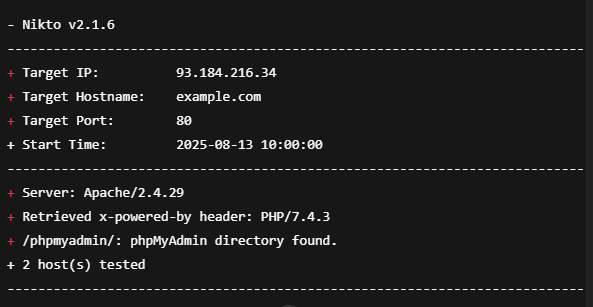 - Nikto v2.1.6
---------------------------------------------------------------------------
+ Target IP:          93.184.216.34
+ Target Hostname:    example.com
+ Target Port:        80
+ Start Time:         2025-08-13 10:00:00
---------------------------------------------------------------------------
+ Server: Apache/2.4.29
+ Retrieved x-powered-by header: PHP/7.4.3
+ /phpmyadmin/: phpMyAdmin directory found.
+ 2 host(s) tested
---------------------------------------------------------------------------